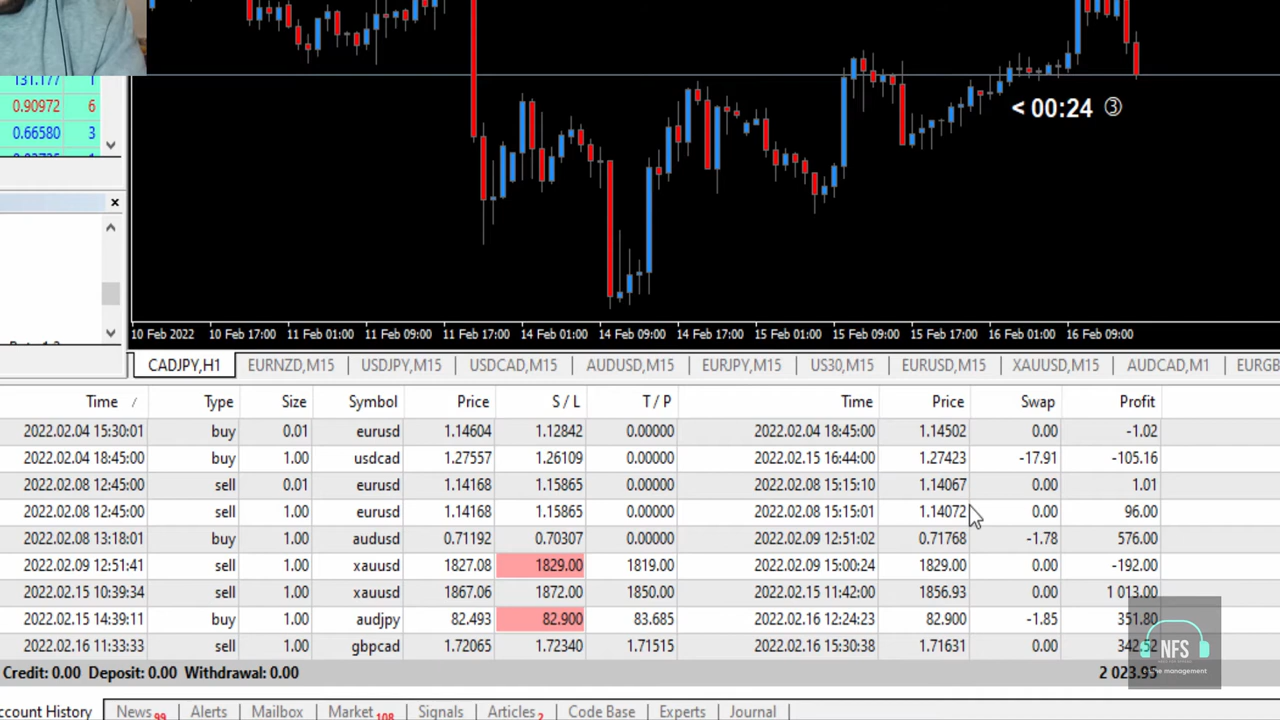 131.177 1
0.90972 6
0.66580 3
< 00:24 ③
10 Feb 2022 10 Feb 17:00 11 Feb 01:00 11 Feb 09:00 11 Feb 17:00 14 Feb 01:00 14 Feb 09:00 14 Feb 17:00 15 Feb 01:00 15 Feb 09:00 15 Feb 17:00 16 Feb 01:00 16 Feb 09:00
CADJPY,H1 EURNZD,M15 USDJPY,M15 USDCAD,M15 AUDUSD,M15 EURJPY,M15 US30,M15 EURUSD,M15 XAUUSD,M15 AUDCAD,M1 EURGB
Time / Type Size Symbol Price S / L T / P Time Price Swap Profit
2022.02.04 15:30:01 buy 0.01 eurusd 1.14604 1.12842 0.00000 2022.02.04 18:45:00 1.14502 0.00 -1.02
2022.02.04 18:45:00 buy 1.00 usdcad 1.27557 1.26109 0.00000 2022.02.15 16:44:00 1.27423 -17.91 -105.16
2022.02.08 12:45:00 sell 0.01 eurusd 1.14168 1.15865 0.00000 2022.02.08 15:15:10 1.14067 0.00 1.01
2022.02.08 12:45:00 sell 1.00 eurusd 1.14168 1.15865 0.00000 2022.02.08 15:15:01 1.14072 0.00 96.00
2022.02.08 13:18:01 buy 1.00 audusd 0.71192 0.70307 0.00000 2022.02.09 12:51:02 0.71768 -1.78 576.00
2022.02.09 12:51:41 sell 1.00 xauusd 1827.08 1829.00 1819.00 2022.02.09 15:00:24 1829.00 0.00 -192.00
2022.02.15 10:39:34 sell 1.00 xauusd 1867.06 1872.00 1850.00 2022.02.15 11:42:00 1856.93 0.00 1 013.00
2022.02.15 14:39:11 buy 1.00 audjpy 82.493 82.900 83.685 2022.02.16 12:24:23 82.900 -1.85 351.80
2022.02.16 11:33:33 sell 1.00 gbpcad 1.72065 1.72340 1.71515 2022.02.16 15:30:38 1.71631 0.00 342.52
Credit: 0.00 Deposit: 0.00 Withdrawal: 0.00 2 023.95
NFS
management
ccount History News 99 Alerts Mailbox Market 108 Signals Articles 2 Code Base Experts Journal